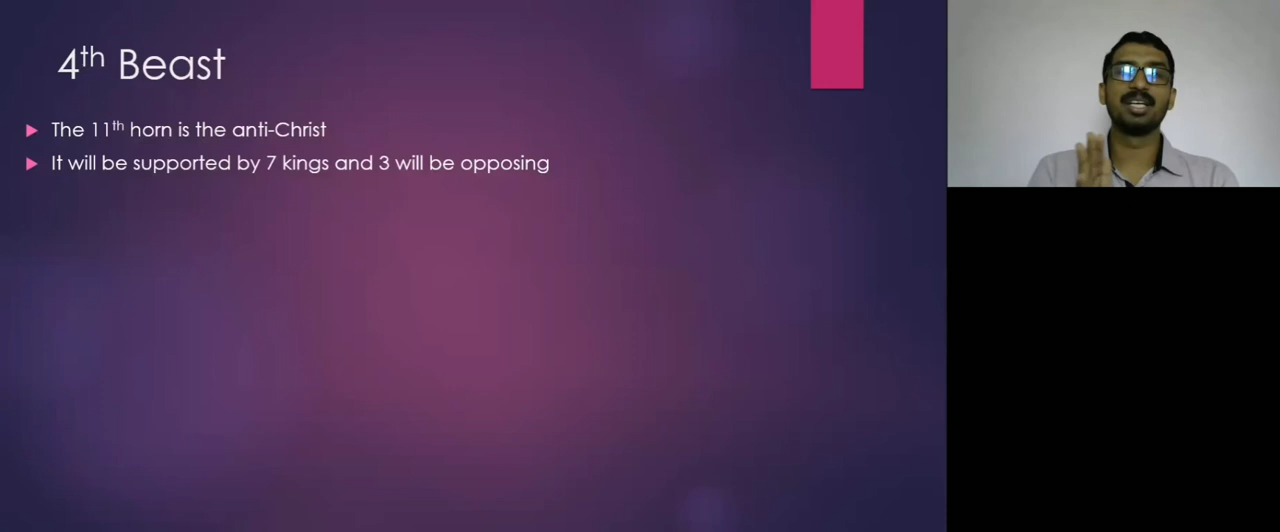 4th Beast
The 11th horn is the anti-Christ
It will be supported by 7 kings and 3 will be opposing